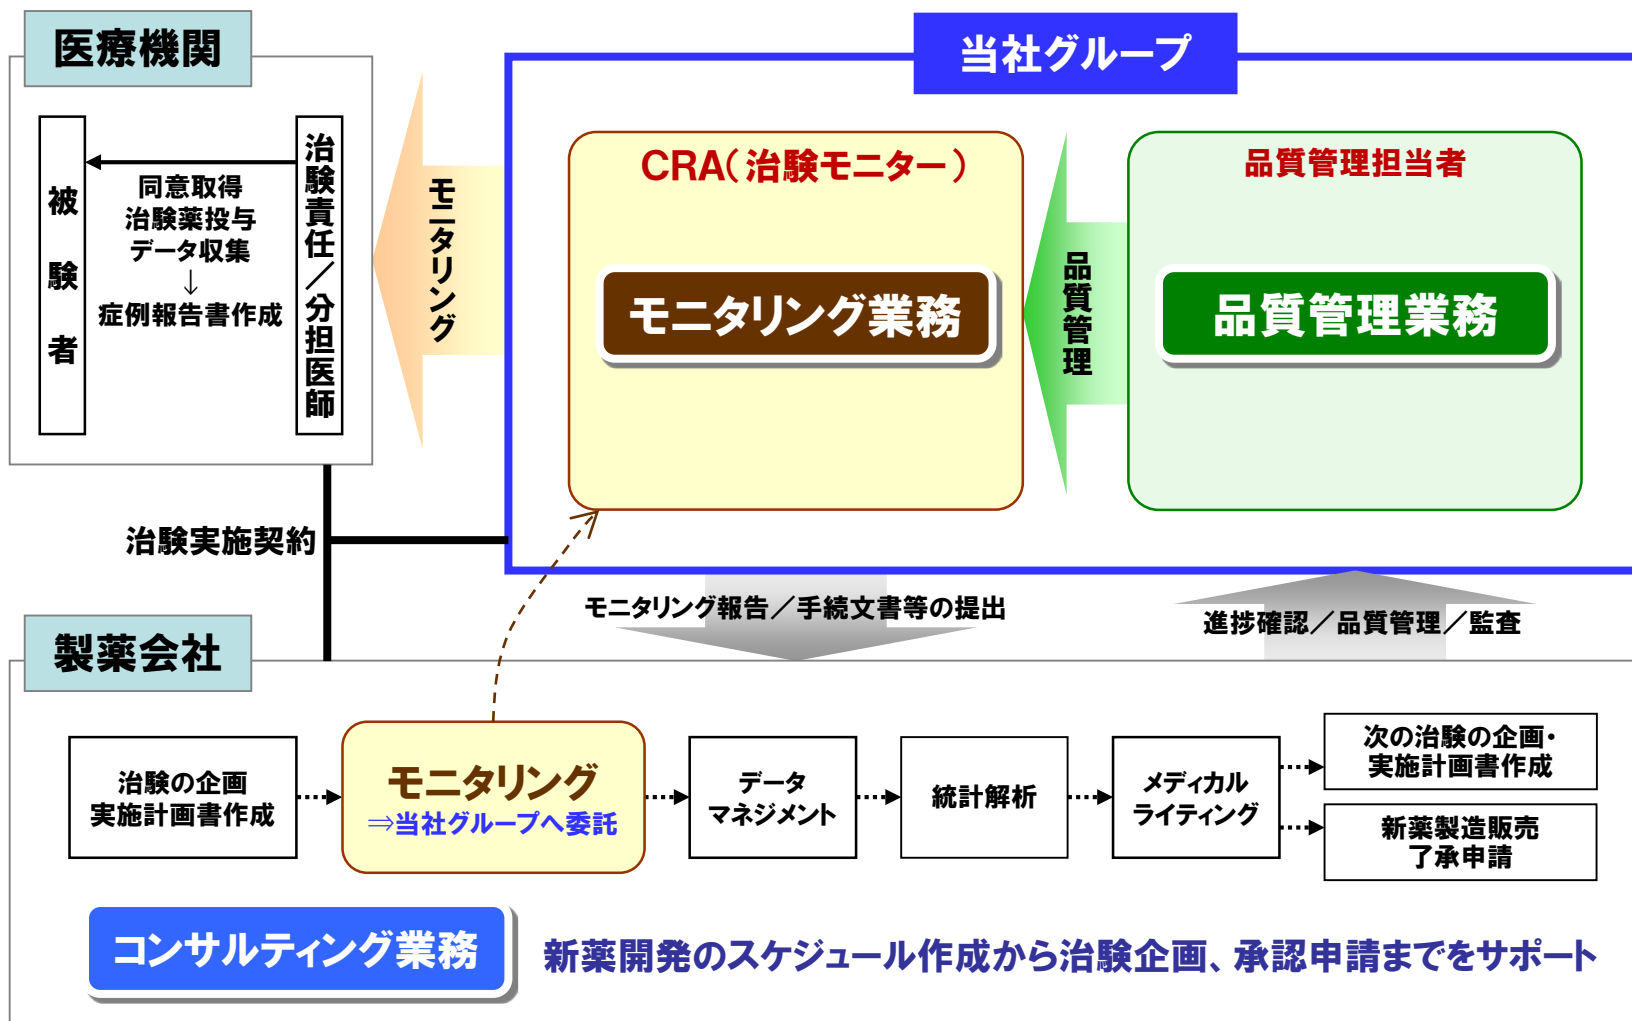 医療機関
当社グループ
被験者
同意取得
治験薬投与
データ収集
↓
症例報告書作成
治験責任／分担医師
モニタリング
CRA（治験モニター）
モニタリング業務
品質管理
品質管理担当者
品質管理業務
治験実施契約
モニタリング報告／手続文書等の提出
進捗確認／品質管理／監査
製薬会社
治験の企画
実施計画書作成
モニタリング
⇒当社グループへ委託
データ
マネジメント
統計解析
メディカル
ライティング
次の治験の企画・
実施計画書作成
新薬製造販売
了承申請
コンサルティング業務
新薬開発のスケジュール作成から治験企画、承認申請までをサポート